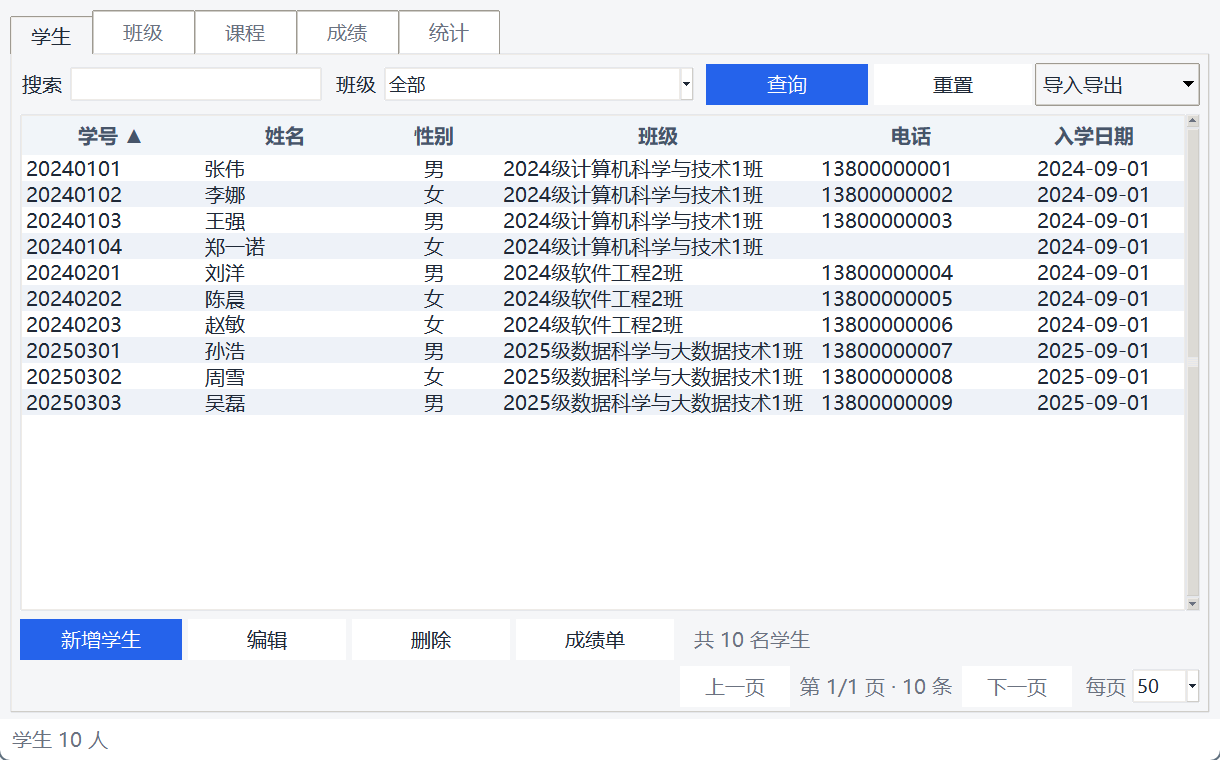 学生 班级 课程 成绩 统计
搜索 班级 全部 查询 重置 导入导出
学号 ▲ 姓名 性别 班级 电话 入学日期
20240101 张伟 男 2024级计算机科学与技术1班 13800000001 2024-09-01
20240102 李娜 女 2024级计算机科学与技术1班 13800000002 2024-09-01
20240103 王强 男 2024级计算机科学与技术1班 13800000003 2024-09-01
20240104 郑一诺 女 2024级计算机科学与技术1班 2024-09-01
20240201 刘洋 男 2024级软件工程2班 13800000004 2024-09-01
20240202 陈晨 女 2024级软件工程2班 13800000005 2024-09-01
20240203 赵敏 女 2024级软件工程2班 13800000006 2024-09-01
20250301 孙浩 男 2025级数据科学与大数据技术1班 13800000007 2025-09-01
20250302 周雪 女 2025级数据科学与大数据技术1班 13800000008 2025-09-01
20250303 吴磊 男 2025级数据科学与大数据技术1班 13800000009 2025-09-01
新增学生 编辑 删除 成绩单 共 10 名学生
上一页 第 1/1 页 · 10 条 下一页 每页 50
学生 10 人